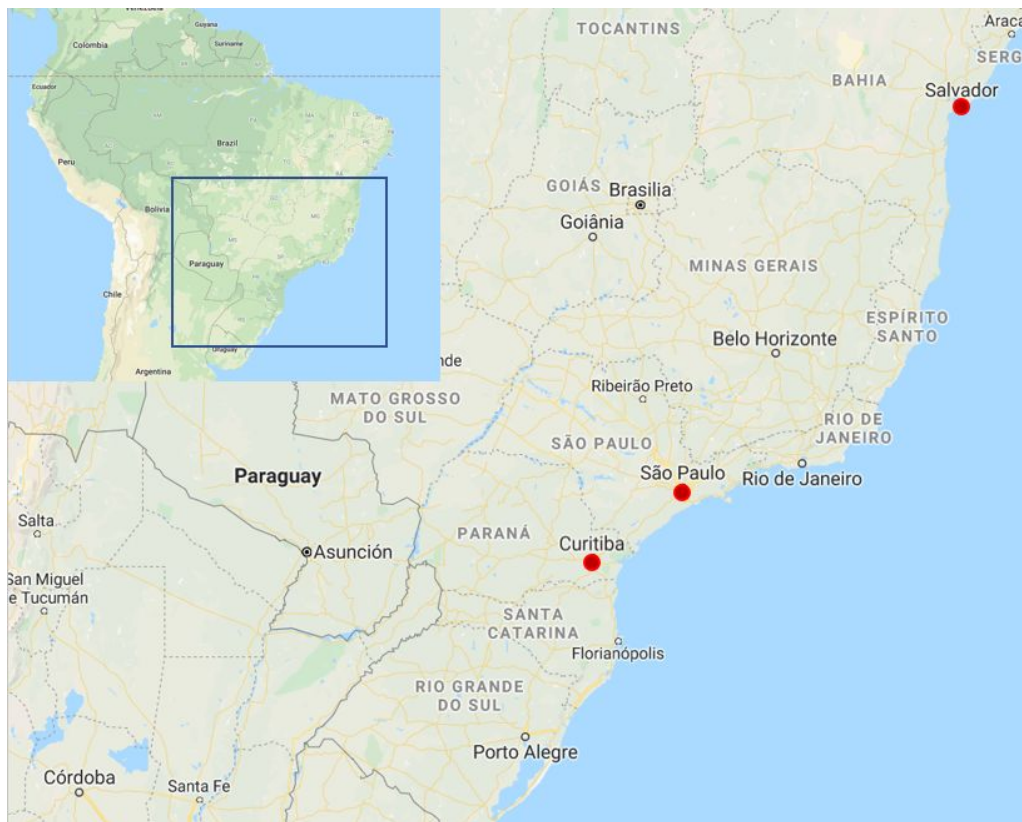 Venezuela
Guyana
Suriname
Colombia
Ecuador
Brazil
Peru
Bolivia
Paraguay
Chile
Uruguay
Argentina
TOCANTINS
Araca
SERG
BAHIA
Salvador
GOIÁS
Brasilia
Goiânia
MINAS GERAIS
ESPÍRITO
SANTO
Belo Horizonte
nde
Ribeirão Preto
MATO GROSSO
DO SUL
RIO DE
JANEIRO
SÃO PAULO
São Paulo
Rio de Janeiro
Paraguay
Salta
PARANÁ
Curitiba
Asunción
San Miguel
e Tucumán
SANTA
CATARINA
Florianópolis
RIO GRANDE
DO SUL
Porto Alegre
Córdoba
Santa Fe